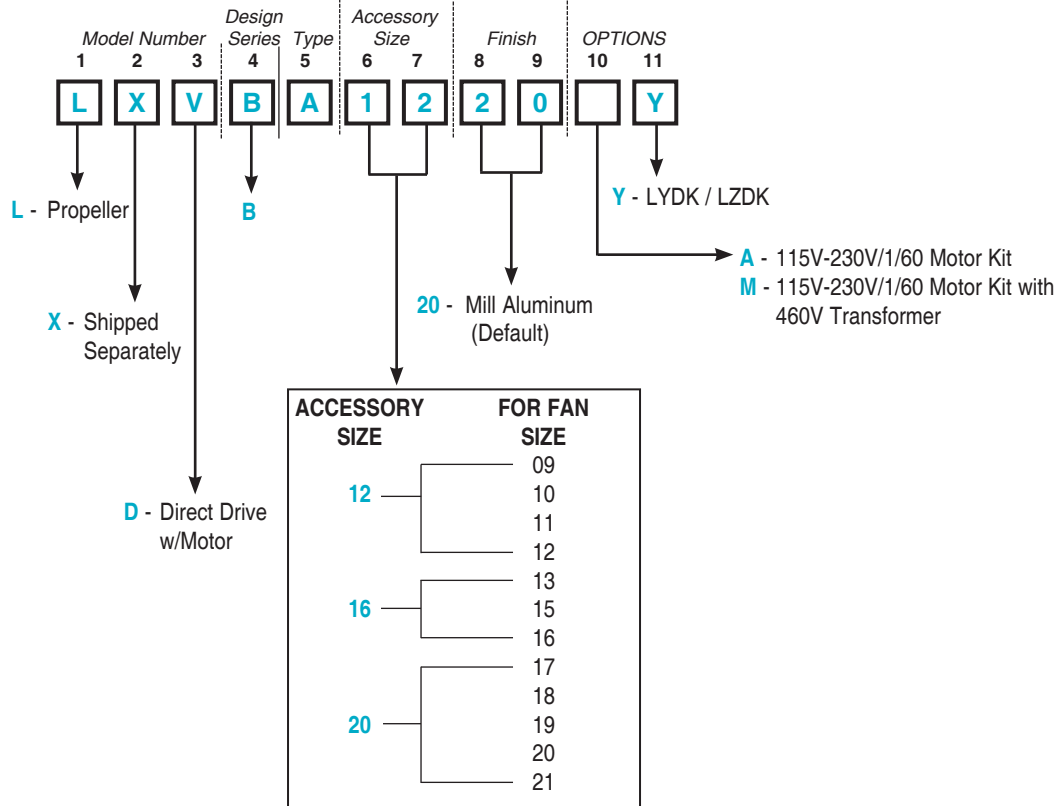 Design Accessory
Model Number Series Type Size Finish OPTIONS
1 2 3 4 5 6 7 8 9 10 11
L X V B A 1 2 2 0 Y
L - Propeller
B
Y - LYDK / LZDK
A - 115V-230V/1/60 Motor Kit
M - 115V-230V/1/60 Motor Kit with
460V Transformer
20 - Mill Aluminum
(Default)
X - Shipped
Separately
D - Direct Drive
w/Motor
ACCESSORY FOR FAN
SIZE SIZE
09
12 10
11
12
13
16 15
16
17
18
20 19
20
21